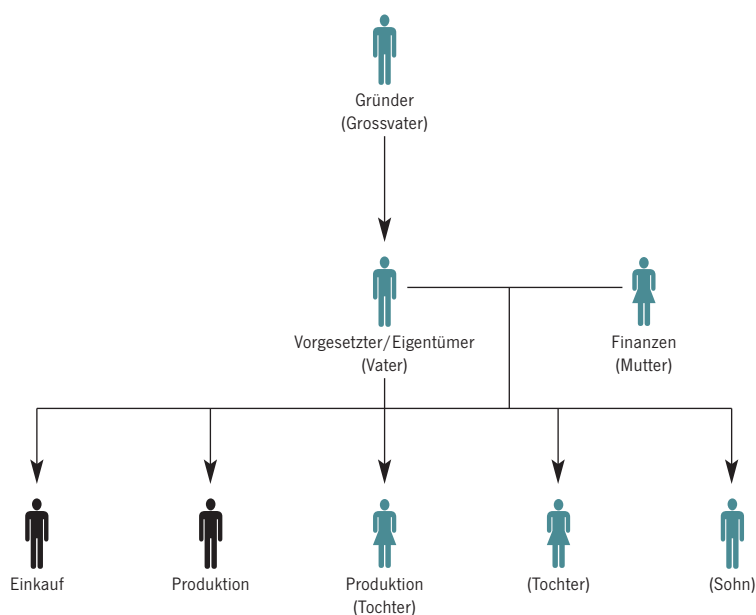 Gründer
(Grossvater)
Vorgesetzter/Eigentümer
(Vater)
Finanzen
(Mutter)
Einkauf
Produktion
Produktion
(Tochter)
(Tochter)
(Sohn)